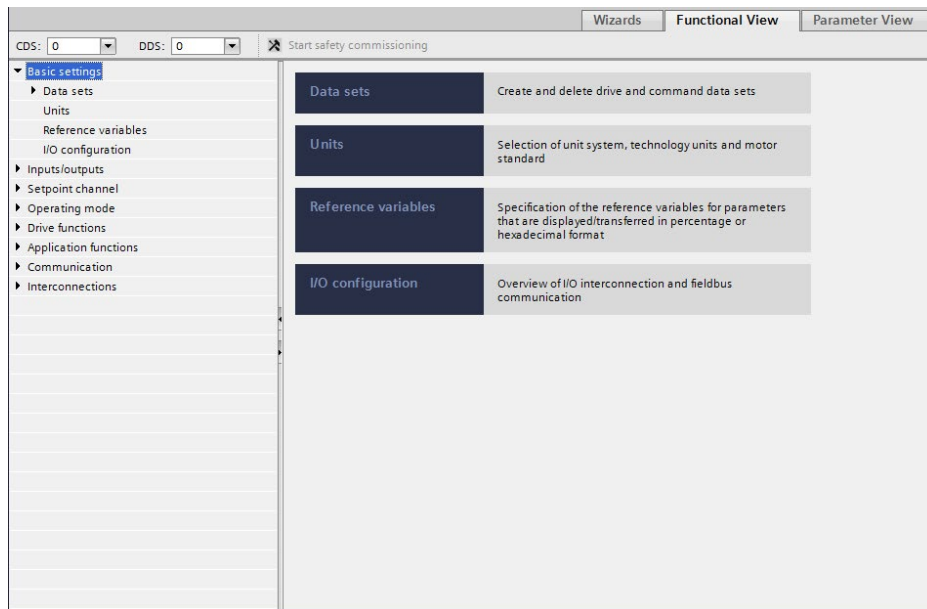 Wizards
Functional View
Parameter View
CDS: 0
DDS: 0
Start safety commissioning
Basic settings
Data sets
Units
Reference variables
I/O configuration
Inputs/outputs
Setpoint channel
Operating mode
Drive functions
Application functions
Communication
Interconnections
Data sets
Create and delete drive and command data sets
Units
Selection of unit system, technology units and motor
standard
Reference variables
Specification of the reference variables for parameters
that are displayed/transferred in percentage or
hexadecimal format
I/O configuration
Overview of I/O interconnection and fieldbus
communication